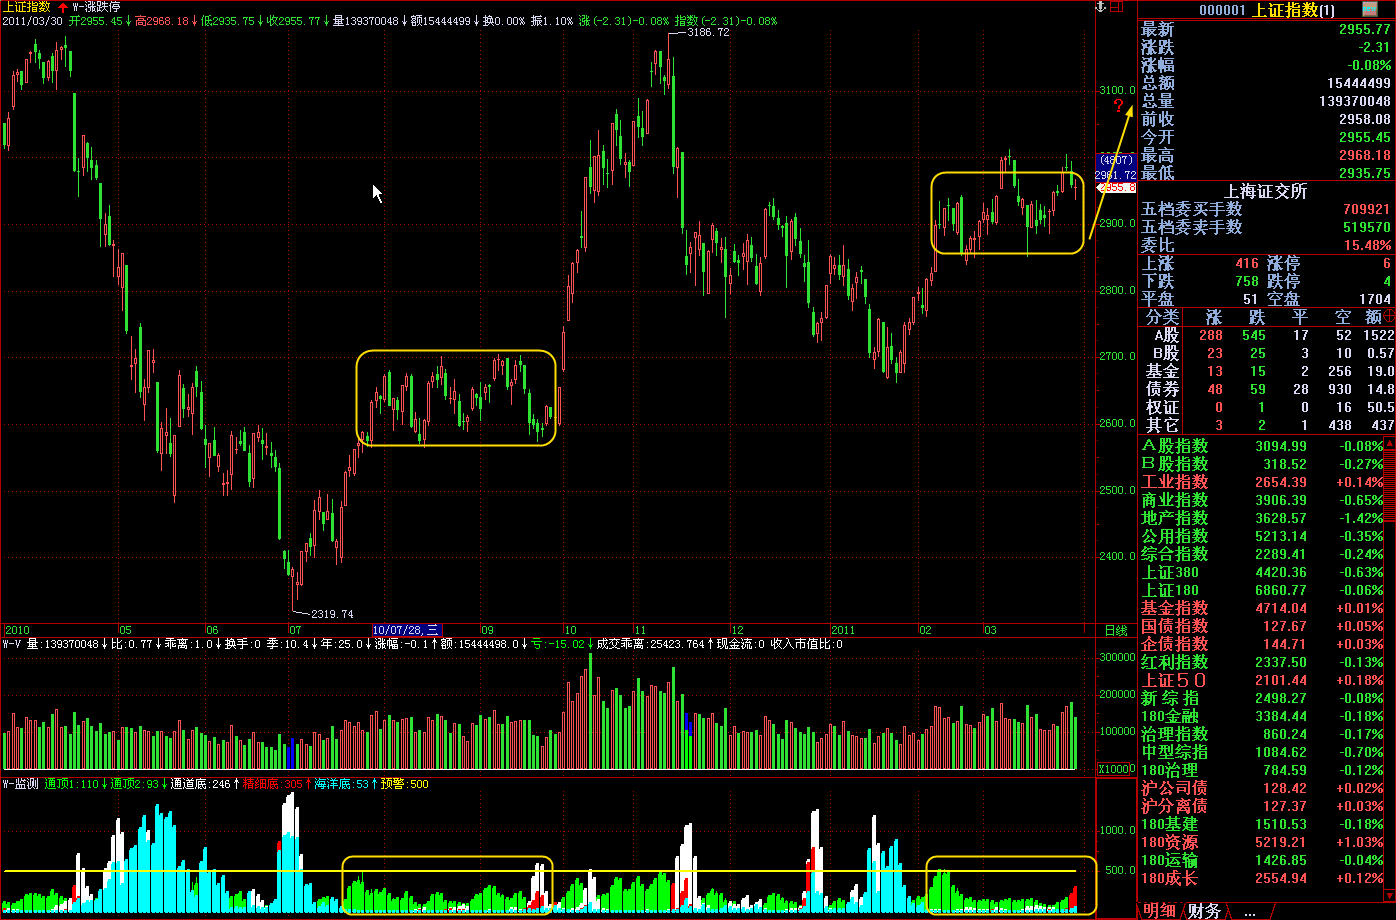 上证指数 ↑ W-涨跌停
2011/03/30 开2955.45↓高2968.18↓低2935.75↓收2955.77↓量139370048↓额15444499↓换0.00% 振1.10% 涨(-2.31)-0.08% 指数(-2.31)-0.08%
3186.72
3100.0
?
(4807)
2961.72
2955.8
2900.0
2800.0
2700.0
2600.0
2500.0
2400.0
2319.74
2010 05 06 07 10/07/28,三 09 10 11 12 2011 02 03 日线
W-V 量:139370048↓比:0.77↓乖离:1.0↓换手:0 季:10.4↓年:25.0↓涨幅:-0.1↑额:15444498.0↓亏:-15.02↓成交乖离:25423.764↑现金流:0 收入市值比:0
300000
200000
100000
X10000
W-监测 通顶1:110↓通顶2:93↓通道底:246↑精细底:305↑海洋底:53↑预警:500
1000.0
500.0
0.0
000001 上证指数(1)
最新 2955.77
涨跌 -2.31
涨幅 -0.08%
总额 15444499
总量 139370048
前收 2958.08
今开 2955.45
最高 2968.18
最低 2935.75
上海证交所
五档委买手数 709921
五档委卖手数 519570
委比 15.48%
上涨 416 涨停 6
下跌 758 跌停 4
平盘 51 空盘 1704
分类 涨 跌 平 空 额
A股 288 545 17 52 1522
B股 23 25 3 10 0.57
基金 13 15 2 256 19.0
债券 48 59 28 930 14.8
权证 0 1 0 16 50.5
其它 3 2 1 438 437
A股指数 3094.99 -0.08%
B股指数 318.52 -0.27%
工业指数 2654.39 +0.14%
商业指数 3906.39 -0.65%
地产指数 3628.57 -1.42%
公用指数 5213.14 -0.35%
综合指数 2289.41 -0.24%
上证380 4420.36 -0.63%
上证180 6860.77 -0.06%
基金指数 4714.04 +0.01%
国债指数 127.67 +0.05%
企债指数 144.71 +0.03%
红利指数 2337.50 -0.13%
上证50 2101.44 +0.18%
新综指 2498.27 -0.08%
180金融 3384.44 -0.18%
治理指数 860.24 -0.17%
中型综指 1084.62 -0.70%
180治理 784.59 -0.12%
沪公司债 128.42 +0.02%
沪分离债 127.37 +0.03%
180基建 1510.53 -0.18%
180资源 5219.21 +1.03%
180运输 1426.85 -0.04%
180成长 2554.94 +0.12%
明细 财务 ...